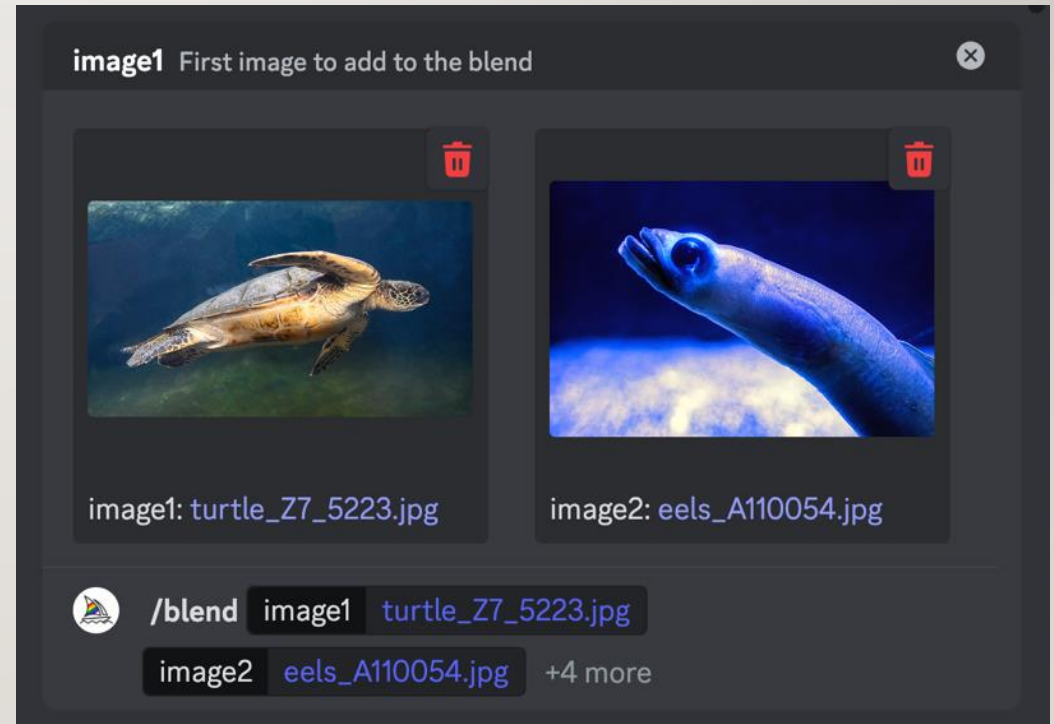 image1 First image to add to the blend
image1: turtle_Z7_5223.jpg
image2: eels_A110054.jpg
/blend image1 turtle_Z7_5223.jpg
image2 eels_A110054.jpg +4 more